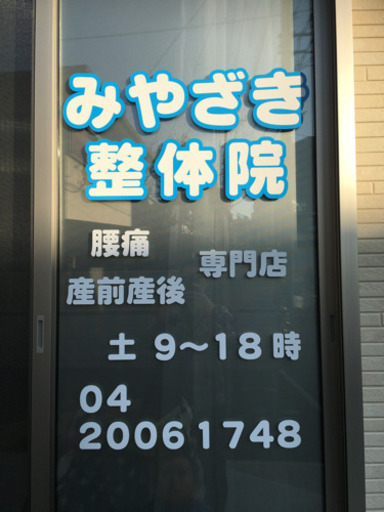 みやざき
整体院
腰痛
専門店
産前産後
土 9〜18時
04
20061748